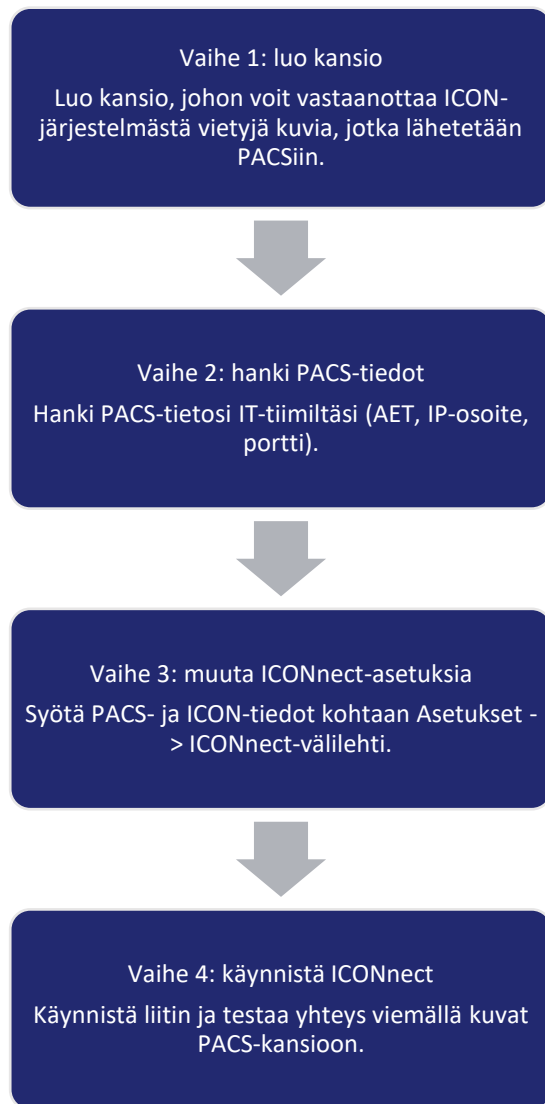 Vaihe 1: luo kansio
Luo kansio, johon voit vastaanottaa ICON-
järjestelmästä vietyjä kuvia, jotka lähetetään
PACSiin.
Vaihe 2: hanki PACS-tiedot
Hanki PACS-tietosi IT-tiimiltäsi (AET, IP-osoite,
portti).
Vaihe 3: muuta ICONnect-asetuksia
Syötä PACS- ja ICON-tiedot kohtaan Asetukset -
> ICONnect-välilehti.
Vaihe 4: käynnistä ICONnect
Käynnistä liitin ja testaa yhteys viemällä kuvat
PACS-kansioon.